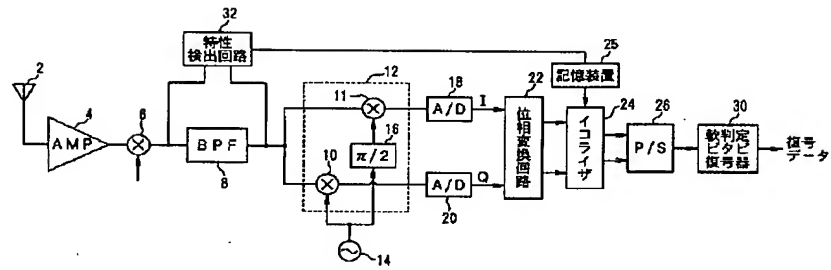 32
特性
検出回路
2
4
AMP
6
BPF
8
12
11
16
π/2
10
14
18
A/D
I
A/D
Q
20
22
位相変換回路
25
記憶装置
24
イコライザ
26
P/S
30
軟判定
ビタビ
復号器
復号
データ